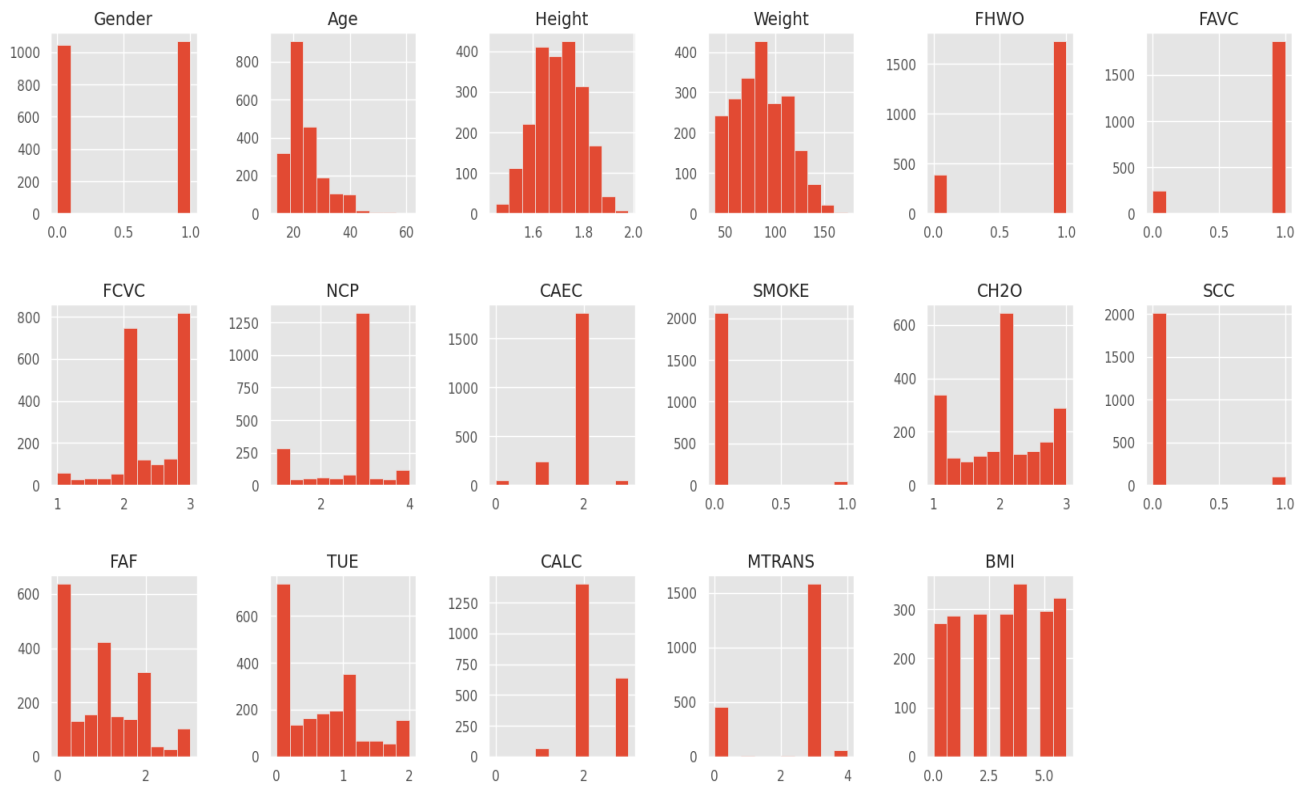 Gender Age Height Weight FHWO FAVC
1000 800 600 400 200 0
0.0 0.5 1.0
800 600 400 200 0
20 40 60
400 300 200 100 0
1.6 1.8 2.0
400 300 200 100 0
50 100 150
1500 1000 500 0
0.0 0.5 1.0
1500 1000 500 0
0.0 0.5 1.0
FCVC NCP CAEC SMOKE CH2O SCC
800 600 400 200 0
1 2 3
1250 1000 750 500 250 0
2 4
1500 1000 500 0
0 2
2000 1500 1000 500 0
0.0 0.5 1.0
600 400 200 0
1 2 3
2000 1500 1000 500 0
0.0 0.5 1.0
FAF TUE CALC MTRANS BMI
600 400 200 0
0 2
600 400 200 0
0 1 2
1250 1000 750 500 250 0
0 2
1500 1000 500 0
0 2 4
300 200 100 0
0.0 2.5 5.0